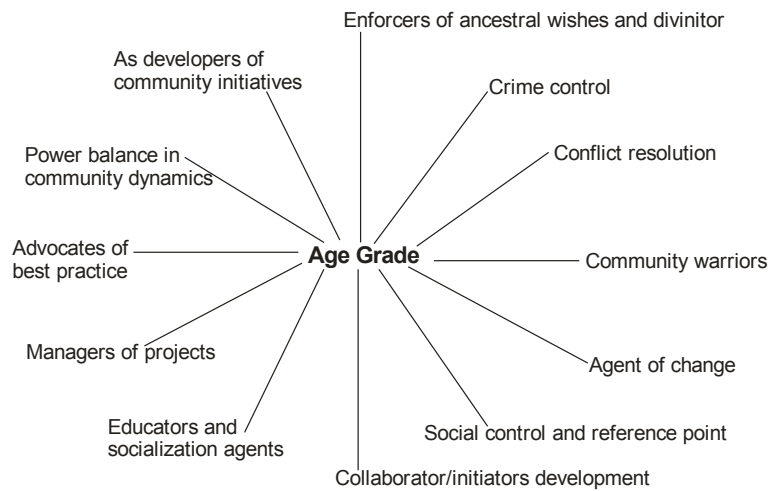 Enforcers of ancestral wishes and divinitor
As developers of
community initiatives
Crime control
Power balance in
community dynamics
Conflict resolution
Advocates of
best practice
Age Grade
Community warriors
Managers of projects
Agent of change
Educators and
socialization agents
Social control and reference point
Collaborator/initiators development